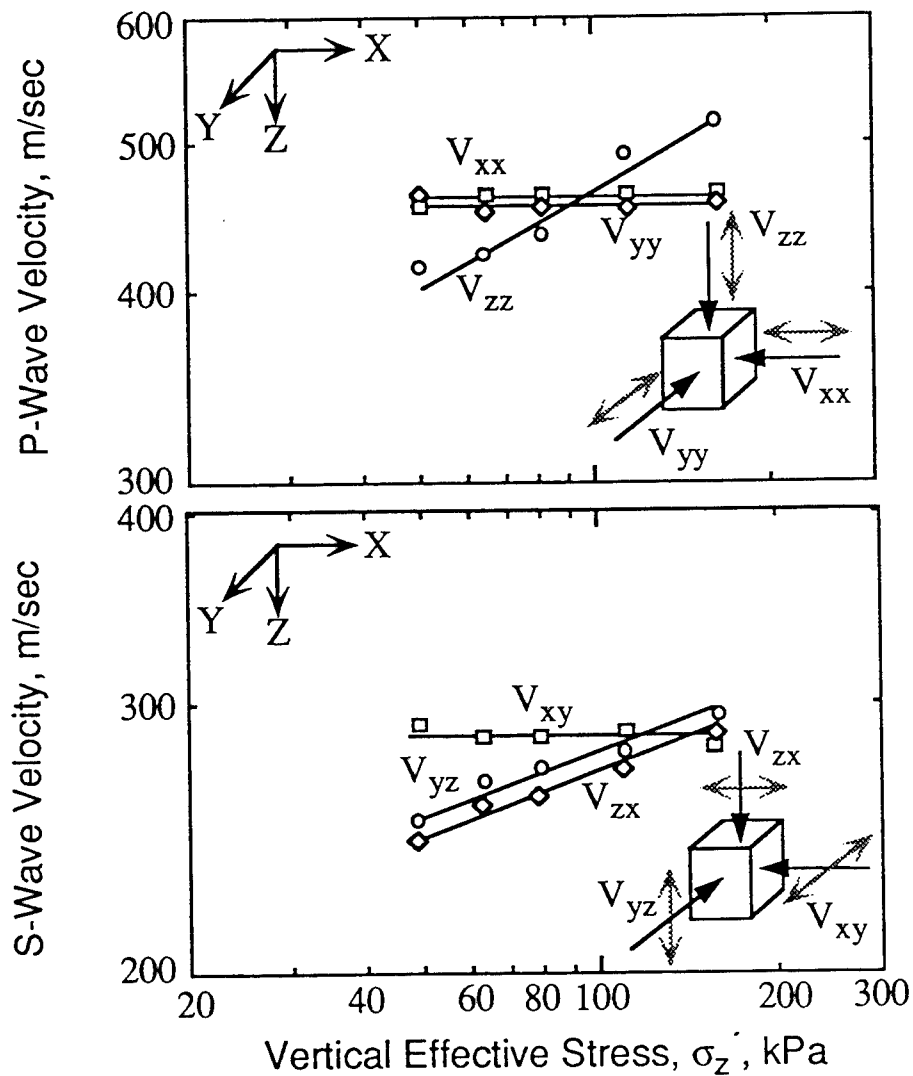 P-Wave Velocity, m/sec
600
500
400
300
X
Y
Z
V_xx
V_yy
V_zz
V_zz
V_xx
V_yy
S-Wave Velocity, m/sec
400
300
200
X
Y
Z
V_xy
V_yz
V_zx
V_zx
V_yz
V_xy
20 40 60 80 100 200 300
Vertical Effective Stress, σ_z′, kPa